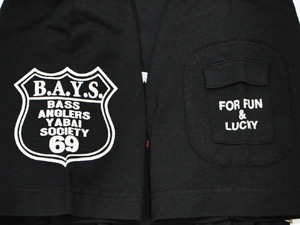 B.A.Y.S.
BASS
ANGLERS
YABAI
SOCIETY
69
FOR FUN
&
LUCKY